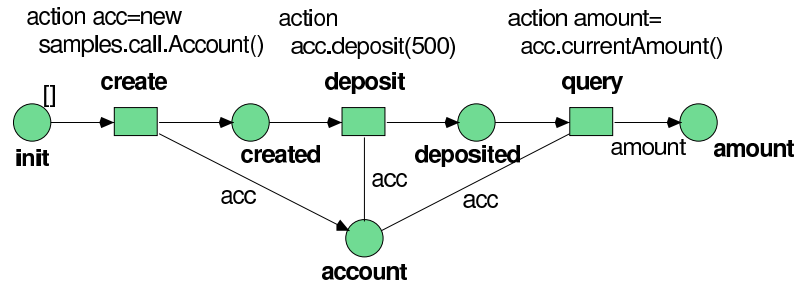 action acc=new
samples.call.Account()
action
acc.deposit(500)
action amount=
acc.currentAmount()
create
deposit
query
[]
init
created
deposited
amount
amount
acc
acc
acc
account